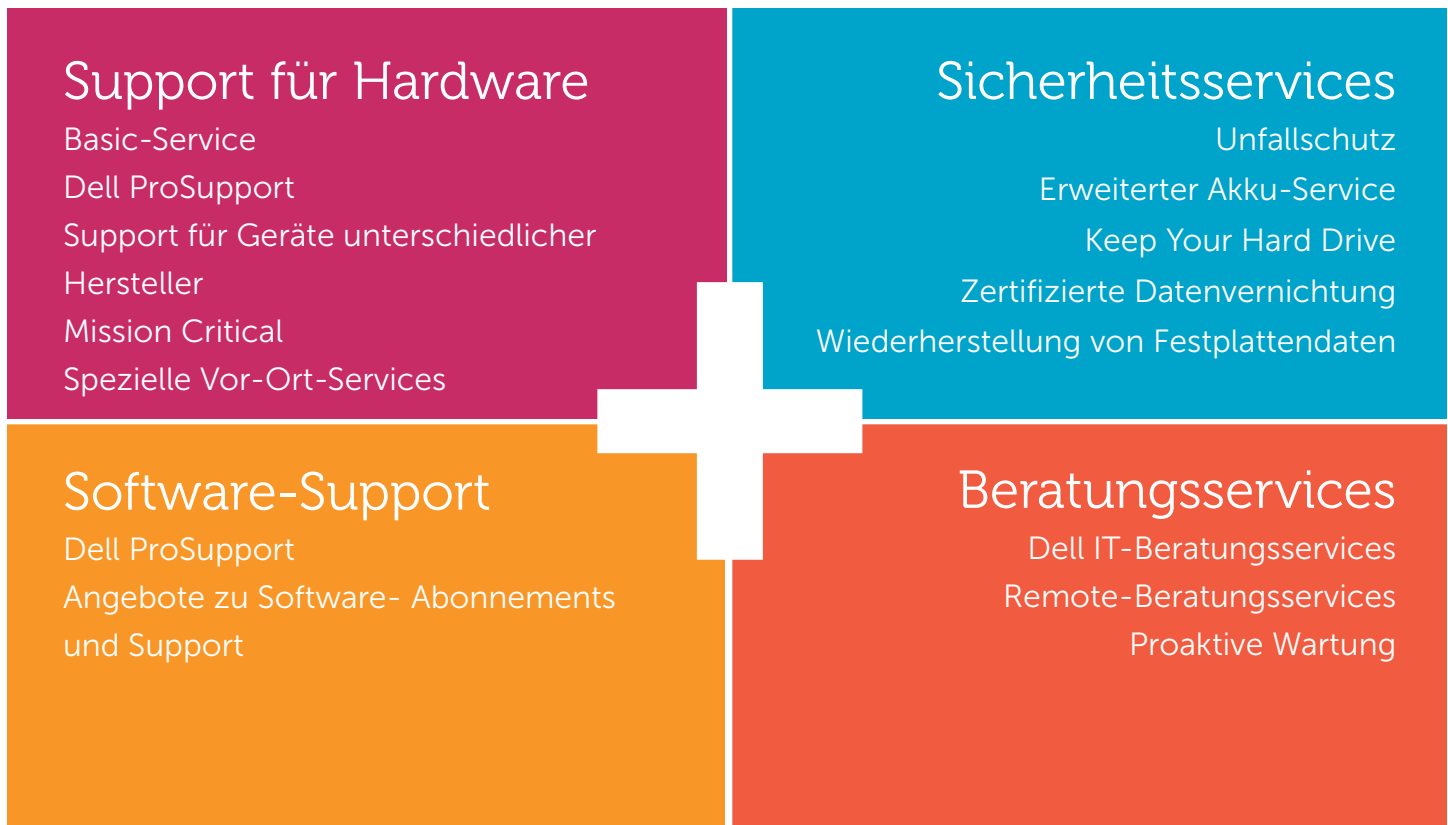 Support für Hardware
Basic-Service
Dell ProSupport
Support für Geräte unterschiedlicher
Hersteller
Mission Critical
Spezielle Vor-Ort-Services
Sicherheitsservices
Unfallschutz
Erweiterter Akku-Service
Keep Your Hard Drive
Zertifizierte Datenvernichtung
Wiederherstellung von Festplattendaten
Software-Support
Dell ProSupport
Angebote zu Software- Abonnements
und Support
Beratungsservices
Dell IT-Beratungsservices
Remote-Beratungsservices
Proaktive Wartung